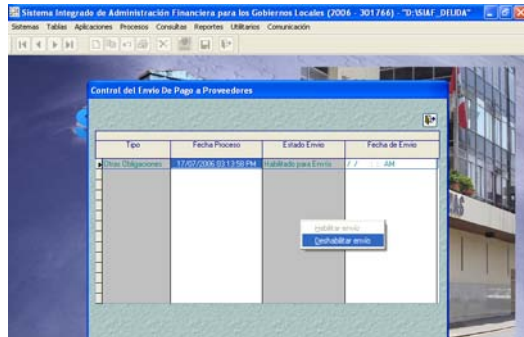 Sistema Integrado de Administración Financiera para los Gobiernos Locales (2006 - 301766) - "D:\SIAF_DEUDA"
Sistemas Tablas Aplicaciones Procesos Consultas Reportes Utilitarios Comunicación
Control del Envio De Pago a Proveedores
Tipo Fecha Proceso Estado Envio Fecha de Envio
Otras Obligaciones 17/07/2006 03:13:58 PM Habilitado para Envio / / : : AM
Habilitar envío
Deshabilitar envío